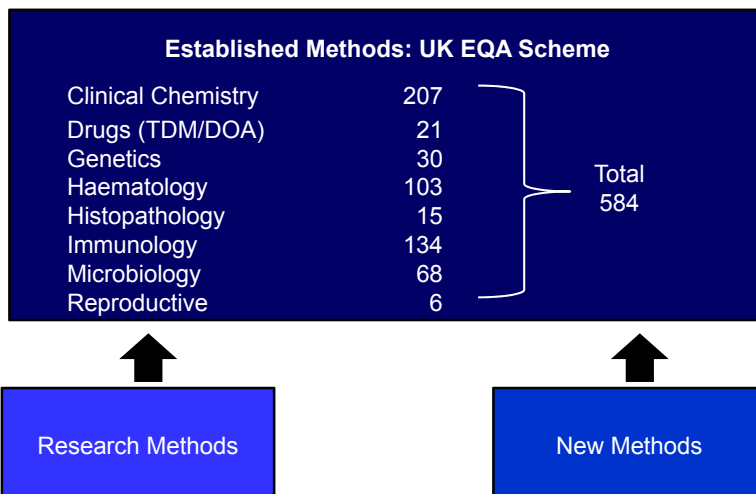 Established Methods: UK EQA Scheme
Clinical Chemistry 207
Drugs (TDM/DOA) 21
Genetics 30
Haematology 103
Histopathology 15
Immunology 134
Microbiology 68
Reproductive 6
Total
584
Research Methods
New Methods